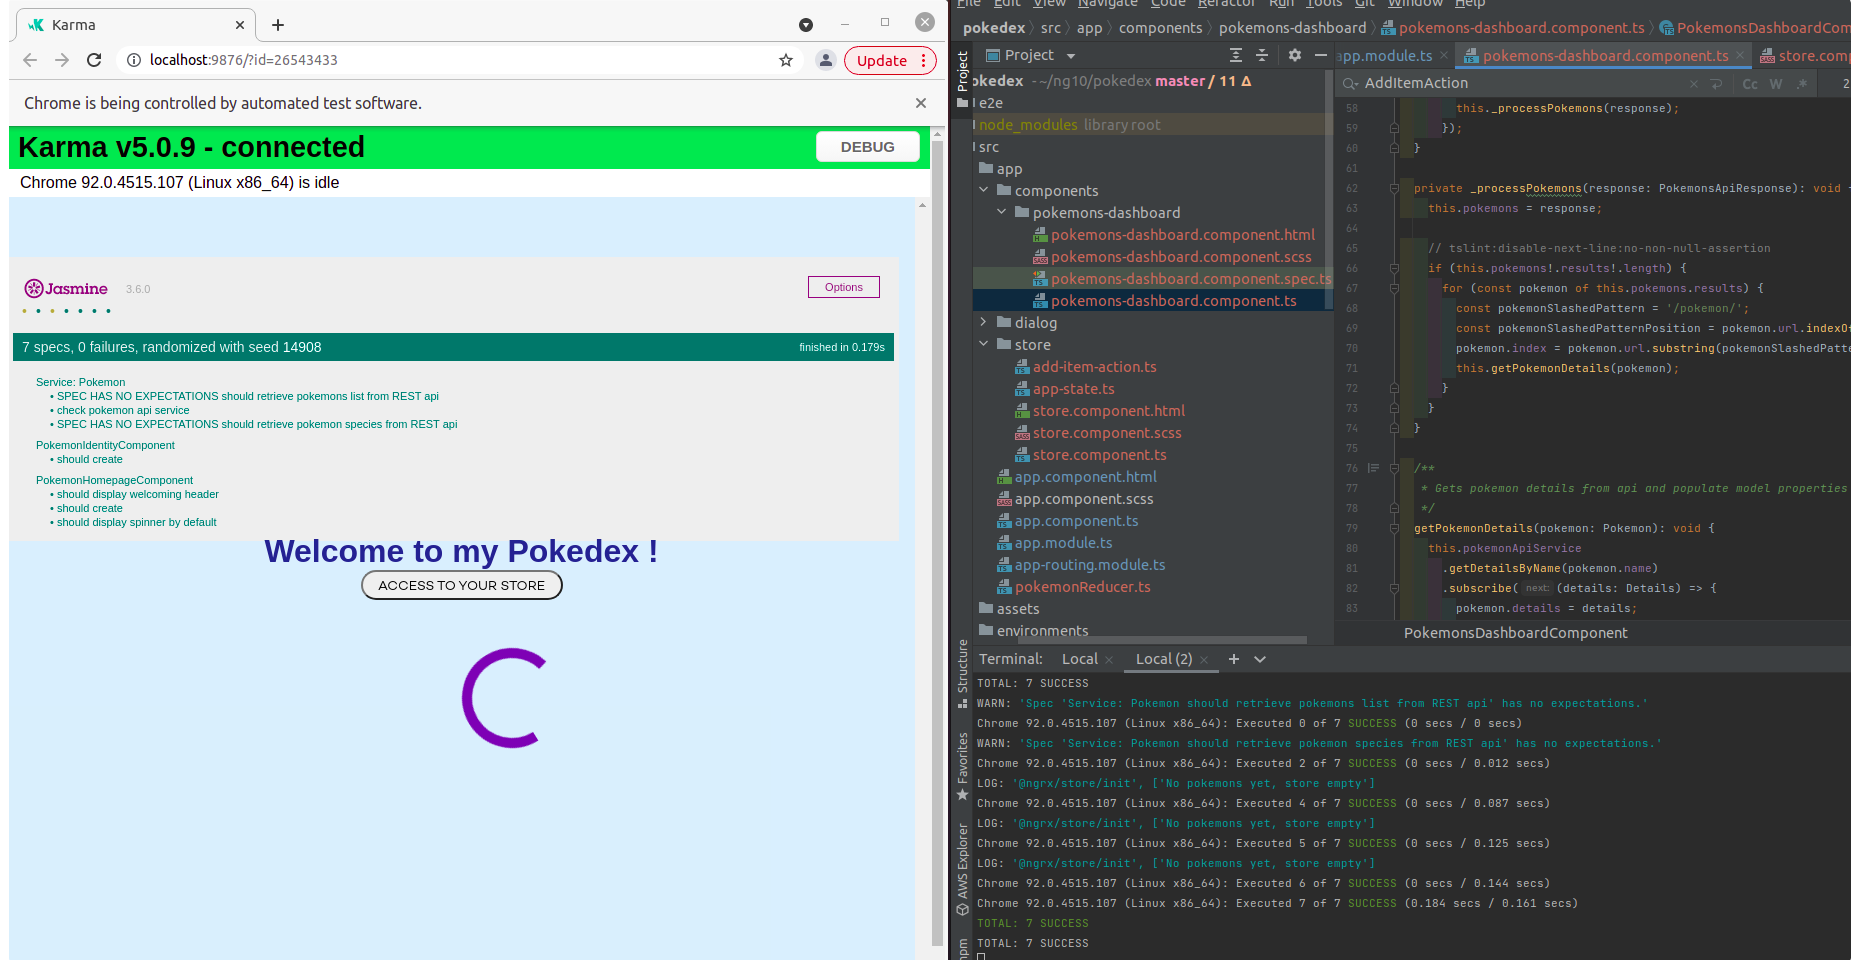 Karma
localhost:9876/?id=26543433
Update
Chrome is being controlled by automated test software.
Karma v5.0.9 - connected
DEBUG
Chrome 92.0.4515.107 (Linux x86_64) is idle
Jasmine 3.6.0
Options
7 specs, 0 failures, randomized with seed 14908
finished in 0.179s
Service: Pokemon
• SPEC HAS NO EXPECTATIONS should retrieve pokemons list from REST api
• check pokemon api service
• SPEC HAS NO EXPECTATIONS should retrieve pokemon species from REST api
PokemonIdentityComponent
• should create
PokemonHomepageComponent
• should display welcoming header
• should create
• should display spinner by default
Welcome to my Pokedex !
ACCESS TO YOUR STORE
File Edit View Navigate Code Refactor Run Tools Git Window Help
pokedex src app components pokemons-dashboard pokemons-dashboard.component.ts PokemonsDashboardCom
Project
Project
app.module.ts
pokemons-dashboard.component.ts
store.comp
okedex ~/ng10/pokedex master / 11 Δ
e2e
node_modules library root
src
app
components
pokemons-dashboard
pokemons-dashboard.component.html
pokemons-dashboard.component.scss
pokemons-dashboard.component.spec.ts
pokemons-dashboard.component.ts
dialog
store
add-item-action.ts
app-state.ts
store.component.html
store.component.scss
store.component.ts
app.component.html
app.component.scss
app.component.ts
app.module.ts
app-routing.module.ts
pokemonReducer.ts
assets
environments
AddItemAction
Cc W .* 2
58 this._processPokemons(response);
59 });
60 }
61
62 private _processPokemons(response: PokemonsApiResponse): void
63 this.pokemons = response;
64
65 // tslint:disable-next-line:no-non-null-assertion
66 if (this.pokemons!.results!.length) {
67 for (const pokemon of this.pokemons.results) {
68 const pokemonSlashedPattern = '/pokemon/';
69 const pokemonSlashedPatternPosition = pokemon.url.indexO
70 pokemon.index = pokemon.url.substring(pokemonSlashedPatte
71 this.getPokemonDetails(pokemon);
72 }
73 }
74 }
75
76 /**
77 * Gets pokemon details from api and populate model properties
78 */
79 getPokemonDetails(pokemon: Pokemon): void {
80 this.pokemonApiService
81 .getDetailsByName(pokemon.name)
82 .subscribe( next: (details: Details) => {
83 pokemon.details = details;
PokemonsDashboardComponent
Structure
Favorites
AWS Explorer
npm
Terminal: Local Local (2)
TOTAL: 7 SUCCESS
WARN: 'Spec 'Service: Pokemon should retrieve pokemons list from REST api' has no expectations.'
Chrome 92.0.4515.107 (Linux x86_64): Executed 0 of 7 SUCCESS (0 secs / 0 secs)
WARN: 'Spec 'Service: Pokemon should retrieve pokemon species from REST api' has no expectations.'
Chrome 92.0.4515.107 (Linux x86_64): Executed 2 of 7 SUCCESS (0 secs / 0.012 secs)
LOG: '@ngrx/store/init', ['No pokemons yet, store empty']
Chrome 92.0.4515.107 (Linux x86_64): Executed 4 of 7 SUCCESS (0 secs / 0.087 secs)
LOG: '@ngrx/store/init', ['No pokemons yet, store empty']
Chrome 92.0.4515.107 (Linux x86_64): Executed 5 of 7 SUCCESS (0 secs / 0.125 secs)
LOG: '@ngrx/store/init', ['No pokemons yet, store empty']
Chrome 92.0.4515.107 (Linux x86_64): Executed 6 of 7 SUCCESS (0 secs / 0.144 secs)
Chrome 92.0.4515.107 (Linux x86_64): Executed 7 of 7 SUCCESS (0.184 secs / 0.161 secs)
TOTAL: 7 SUCCESS
TOTAL: 7 SUCCESS